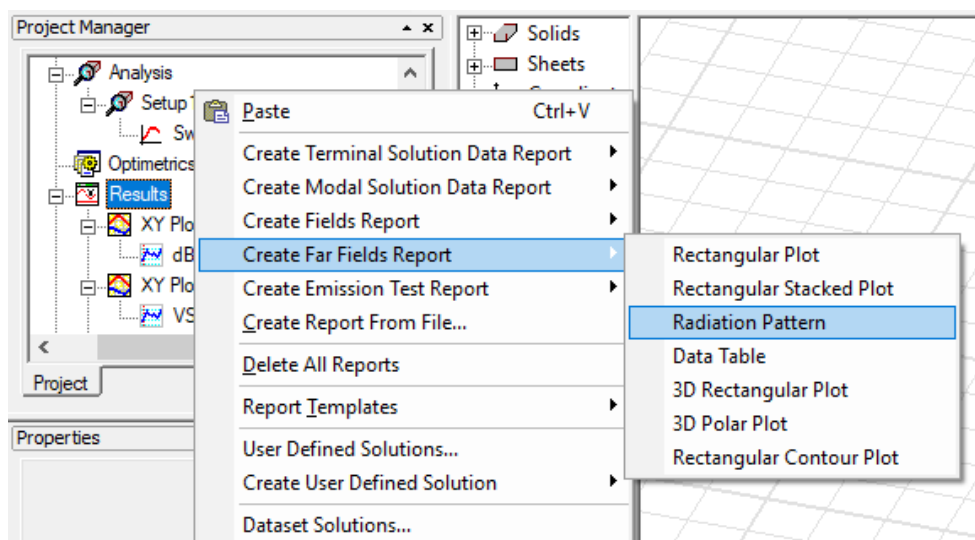 Project Manager
Analysis
Setup
Sw
Optimetrics
Results
XY Plo
dB
XY Plo
VS
Project
Properties
Solids
Sheets
Paste Ctrl+V
Create Terminal Solution Data Report
Create Modal Solution Data Report
Create Fields Report
Create Far Fields Report
Create Emission Test Report
Create Report From File...
Delete All Reports
Report Templates
User Defined Solutions...
Create User Defined Solution
Dataset Solutions...
Rectangular Plot
Rectangular Stacked Plot
Radiation Pattern
Data Table
3D Rectangular Plot
3D Polar Plot
Rectangular Contour Plot